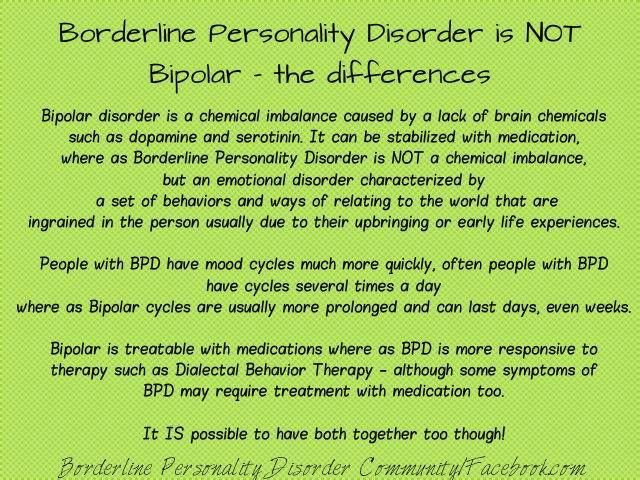 Borderline Personality Disorder is NOT
Bipolar - the differences
Bipolar disorder is a chemical imbalance caused by a lack of brain chemicals
such as dopamine and serotinin. It can be stabilized with medication,
where as Borderline Personality Disorder is NOT a chemical imbalance,
but an emotional disorder characterized by
a set of behaviors and ways of relating to the world that are
ingrained in the person usually due to their upbringing or early life experiences.
People with BPD have mood cycles much more quickly, often people with BPD
have cycles several times a day
where as Bipolar cycles are usually more prolonged and can last days, even weeks.
Bipolar is treatable with medications where as BPD is more responsive to
therapy such as Dialectal Behavior Therapy - although some symptoms of
BPD may require treatment with medication too.
It IS possible to have both together too though!
Borderline Personality Disorder Community/Facebook.com